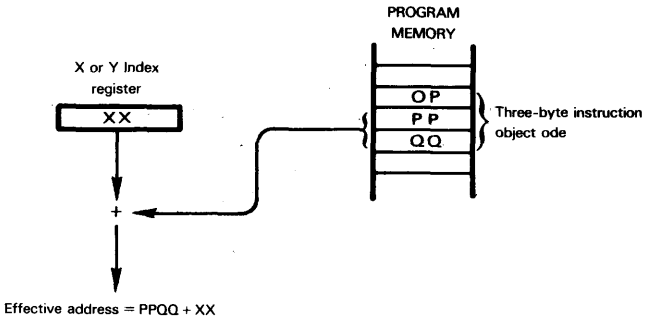 PROGRAM
MEMORY
X or Y Index
register
XX
OP
PP
QQ
Three-byte instruction
object ode
+
Effective address = PPQQ + XX